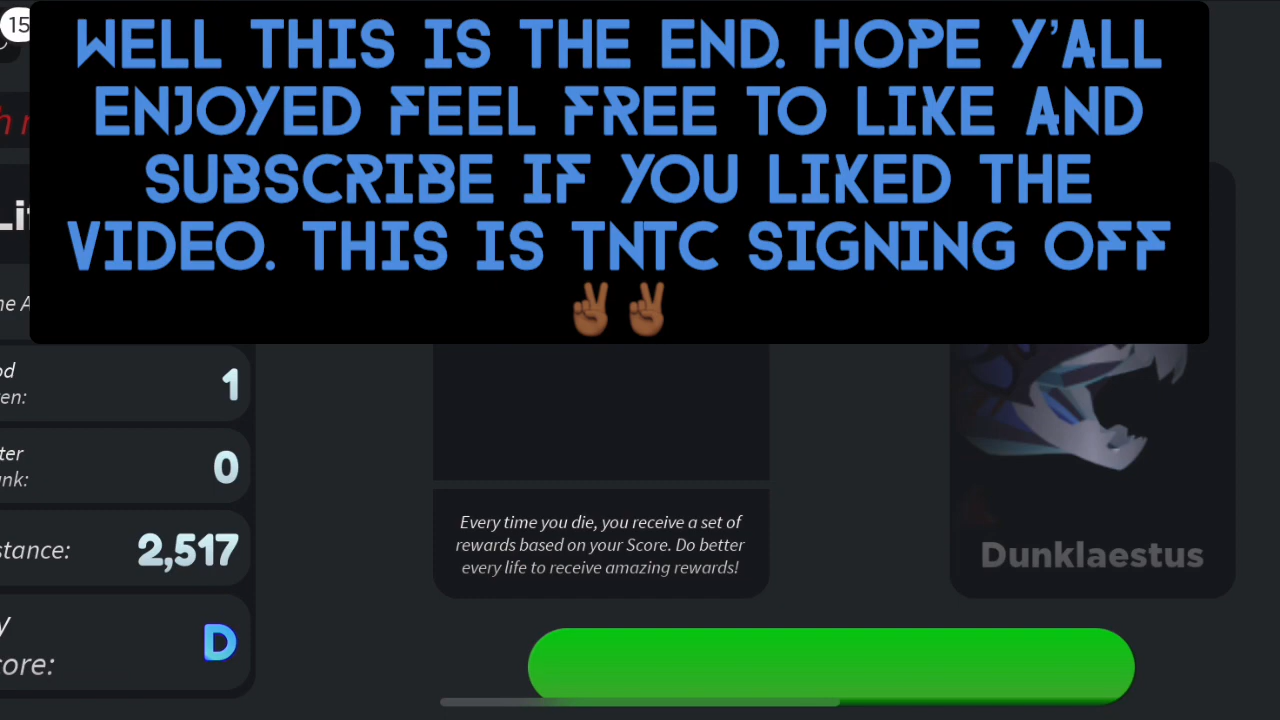 15
WELL THIS IS THE END. HOPE Y'ALL
ENJOYED FEEL FREE TO LIKE AND
SUBSCRIBE IF YOU LIKED THE
VIDEO. THIS IS TNTC SIGNING OFF
✌🏾✌🏾
1
0
2,517
D
Every time you die, you receive a set of
rewards based on your Score. Do better
every life to receive amazing rewards!
Dunklaestus